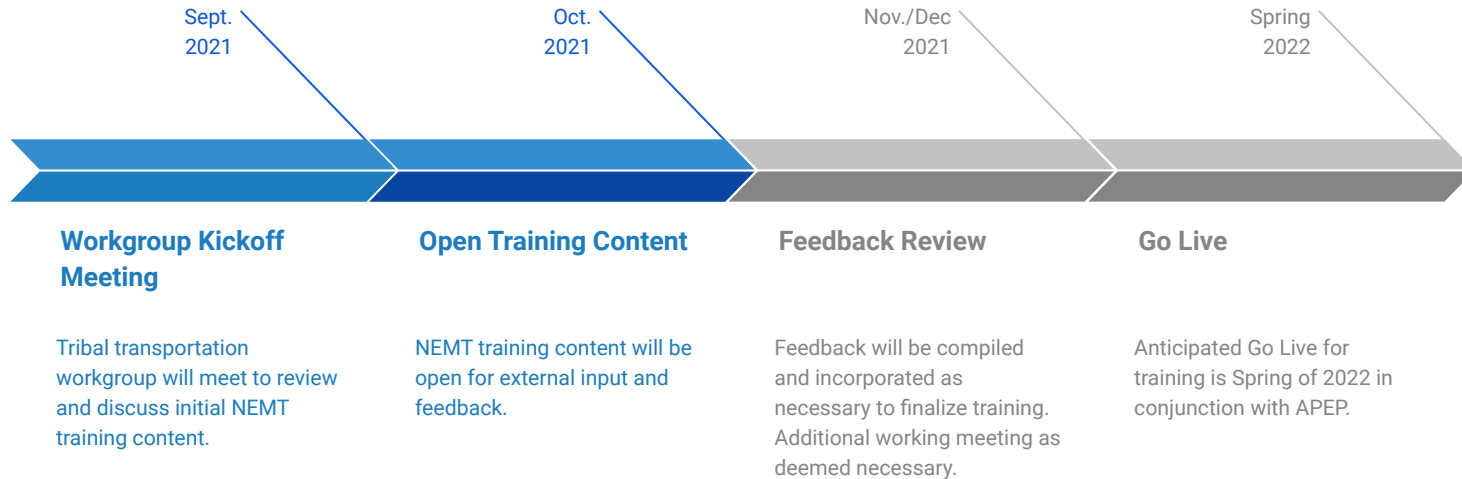 Sept.
2021
Oct.
2021
Nov./Dec
2021
Spring
2022
Workgroup Kickoff
Meeting
Open Training Content
Feedback Review
Go Live
Tribal transportation
workgroup will meet to review
and discuss initial NEMT
training content.
NEMT training content will be
open for external input and
feedback.
Feedback will be compiled
and incorporated as
necessary to finalize training.
Additional working meeting as
deemed necessary.
Anticipated Go Live for
training is Spring of 2022 in
conjunction with APEP.